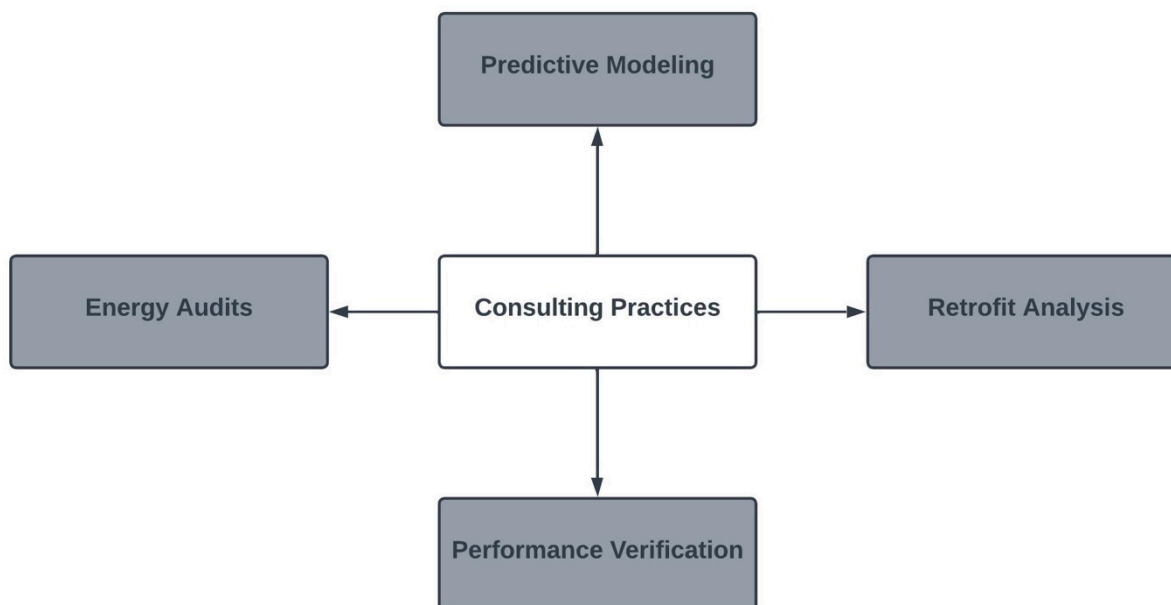 Predictive Modeling
Energy Audits
Consulting Practices
Retrofit Analysis
Performance Verification